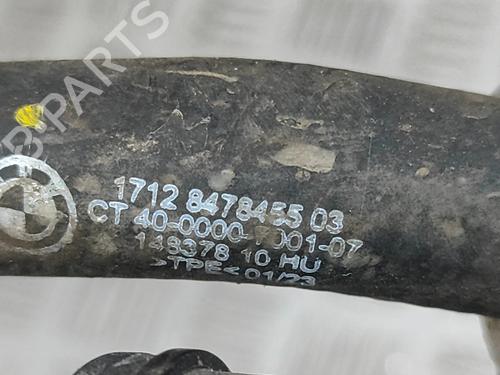 B-PARTS
1712 8478455 03
CT 40-0000-7001-07
148378 10 HU
>TPE< 01/23